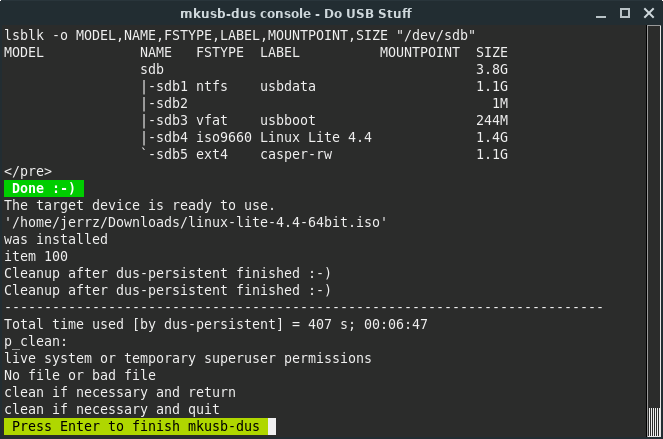 mkusb-dus console - Do USB Stuff
lsblk -o MODEL,NAME,FSTYPE,LABEL,MOUNTPOINT,SIZE "/dev/sdb"
MODEL            NAME   FSTYPE  LABEL          MOUNTPOINT  SIZE
                 sdb                                       3.8G
                 |-sdb1 ntfs    usbdata                    1.1G
                 |-sdb2                                      1M
                 |-sdb3 vfat    usbboot                    244M
                 |-sdb4 iso9660 Linux Lite 4.4             1.4G
                 `-sdb5 ext4    casper-rw                  1.1G
</pre>
 Done :-)
The target device is ready to use.
'/home/jerrz/Downloads/linux-lite-4.4-64bit.iso'
was installed
item 100
Cleanup after dus-persistent finished :-)
Cleanup after dus-persistent finished :-)
---------------------------------------------------------------------------
Total time used [by dus-persistent] = 407 s; 00:06:47
p_clean:
live system or temporary superuser permissions
No file or bad file
clean if necessary and return
clean if necessary and quit
 Press Enter to finish mkusb-dus